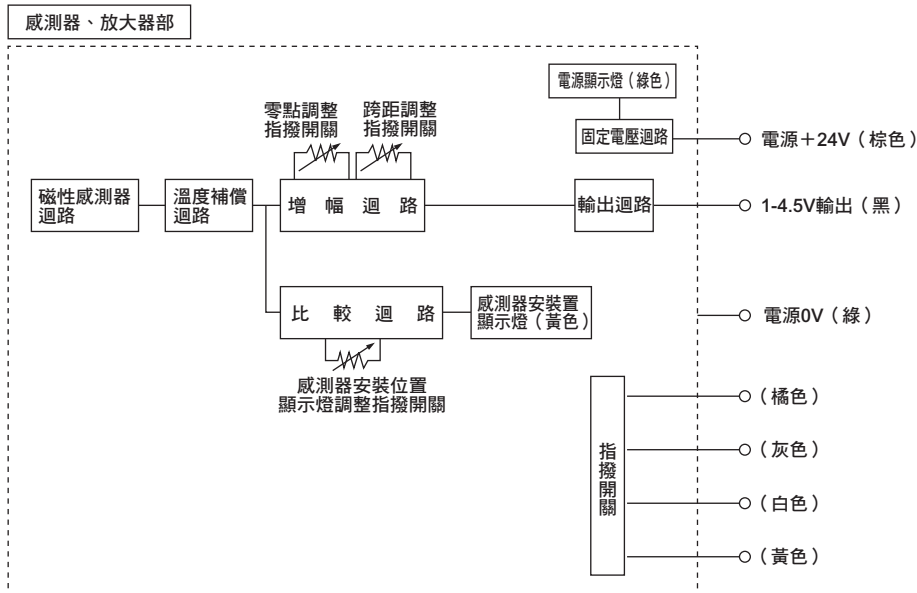 感測器、放大器部
電源顯示燈（綠色）
零點調整
指撥開關
跨距調整
指撥開關
固定電壓迴路
電源＋24V（棕色）
磁性感測器
迴路
溫度補償
迴路
增 幅 迴 路
輸出迴路
1-4.5V輸出（黑）
比 較 迴 路
感測器安裝置
顯示燈（黃色）
電源0V（綠）
感測器安裝位置
顯示燈調整指撥開關
指撥開關
（橘色）
（灰色）
（白色）
（黃色）